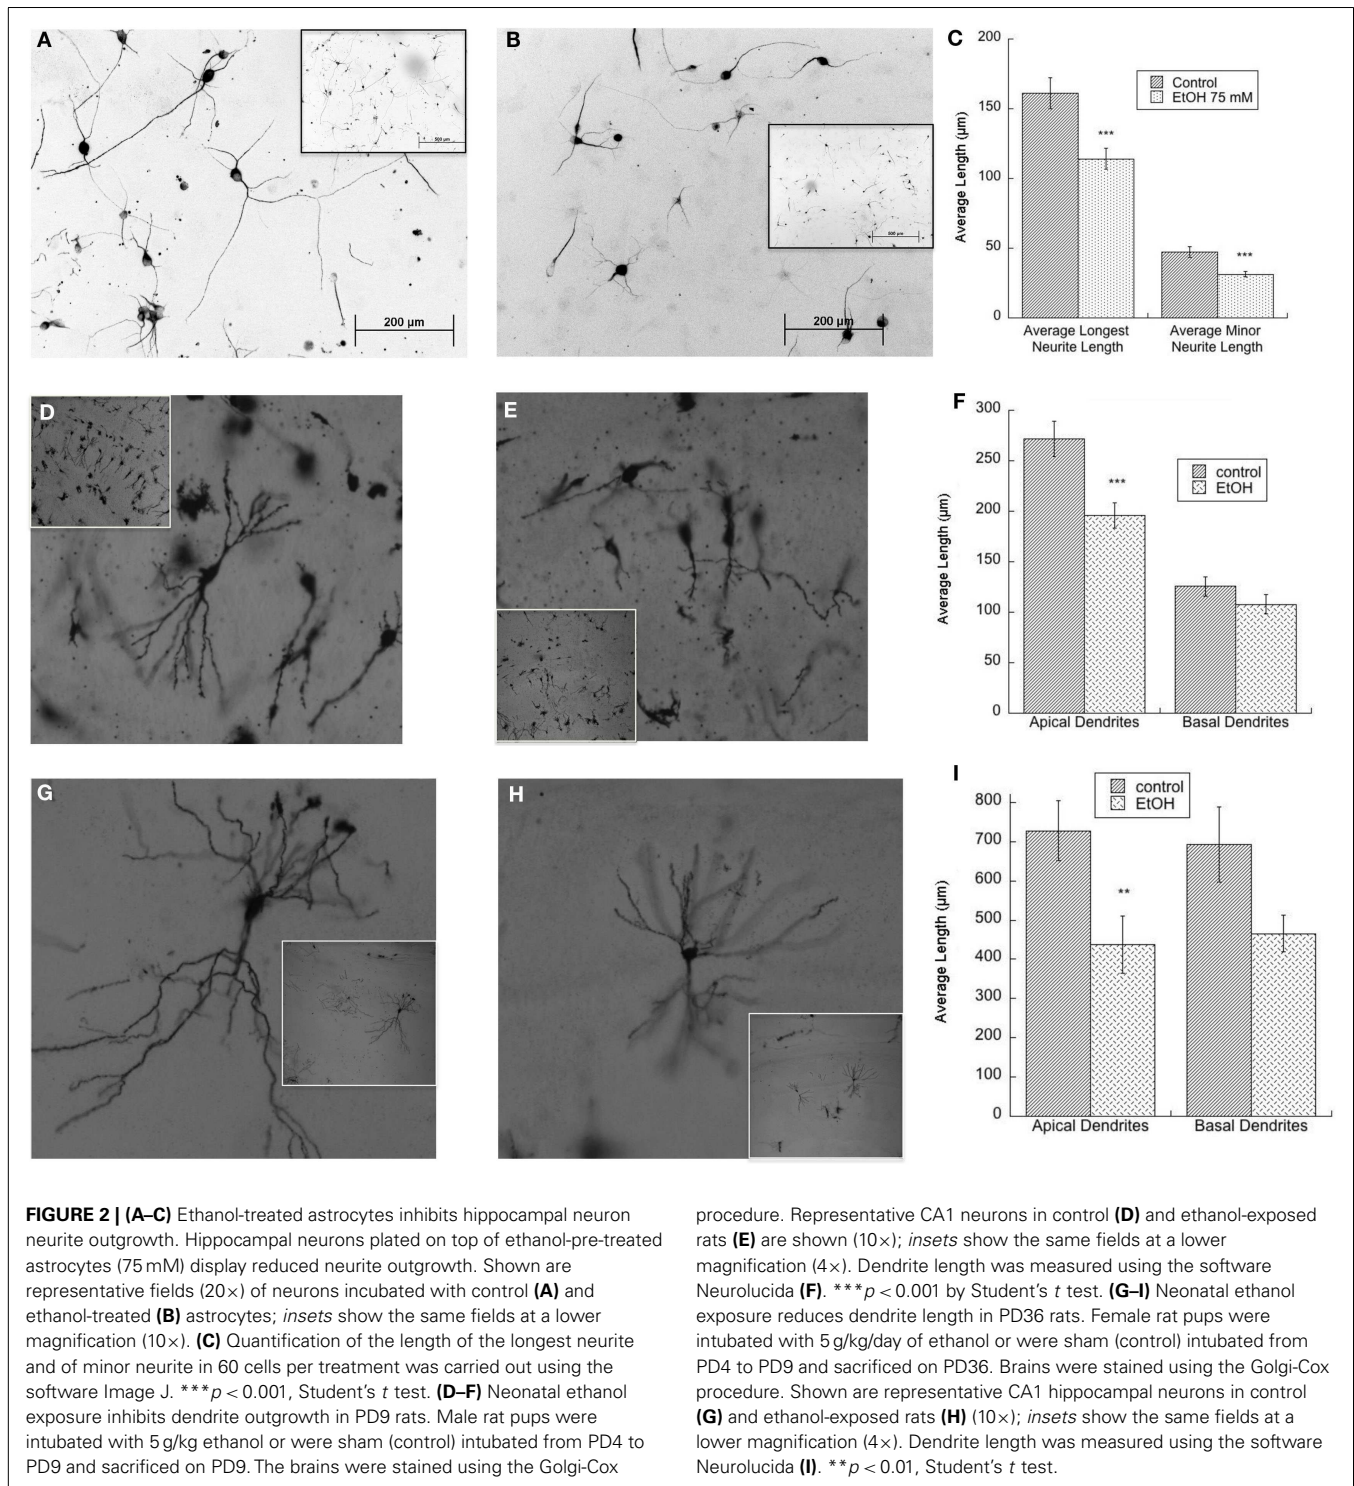 A
500 µm
200 µm
B
500 µm
200 µm
C
200
150
100
50
0
Average Length (µm)
Control
EtOH 75 mM
***
***
Average Longest
Neurite Length
Average Minor
Neurite Length
D
E
F
300
250
200
150
100
50
0
Average Length (µm)
control
EtOH
***
Apical Dendrites
Basal Dendrites
G
H
I
800
700
600
500
400
300
200
100
0
Average Length (µm)
control
EtOH
**
Apical Dendrites
Basal Dendrites
FIGURE 2 | (A–C) Ethanol-treated astrocytes inhibits hippocampal neuron
neurite outgrowth. Hippocampal neurons plated on top of ethanol-pre-treated
astrocytes (75 mM) display reduced neurite outgrowth. Shown are
representative fields (20×) of neurons incubated with control (A) and
ethanol-treated (B) astrocytes; insets show the same fields at a lower
magnification (10×). (C) Quantification of the length of the longest neurite
and of minor neurite in 60 cells per treatment was carried out using the
software Image J. ***p < 0.001, Student's t test. (D–F) Neonatal ethanol
exposure inhibits dendrite outgrowth in PD9 rats. Male rat pups were
intubated with 5 g/kg ethanol or were sham (control) intubated from PD4 to
PD9 and sacrificed on PD9. The brains were stained using the Golgi-Cox
procedure. Representative CA1 neurons in control (D) and ethanol-exposed
rats (E) are shown (10×); insets show the same fields at a lower
magnification (4×). Dendrite length was measured using the software
Neurolucida (F). ***p < 0.001 by Student's t test. (G–I) Neonatal ethanol
exposure reduces dendrite length in PD36 rats. Female rat pups were
intubated with 5 g/kg/day of ethanol or were sham (control) intubated from
PD4 to PD9 and sacrificed on PD36. Brains were stained using the Golgi-Cox
procedure. Shown are representative CA1 hippocampal neurons in control
(G) and ethanol-exposed rats (H) (10×); insets show the same fields at a
lower magnification (4×). Dendrite length was measured using the software
Neurolucida (I). **p < 0.01, Student's t test.